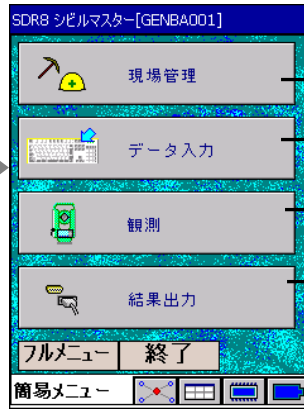 SDR8 シビルマスター[GENBA001]
現場管理
データ入力
観測
結果出力
フルメニュー 終了
簡易メニュー